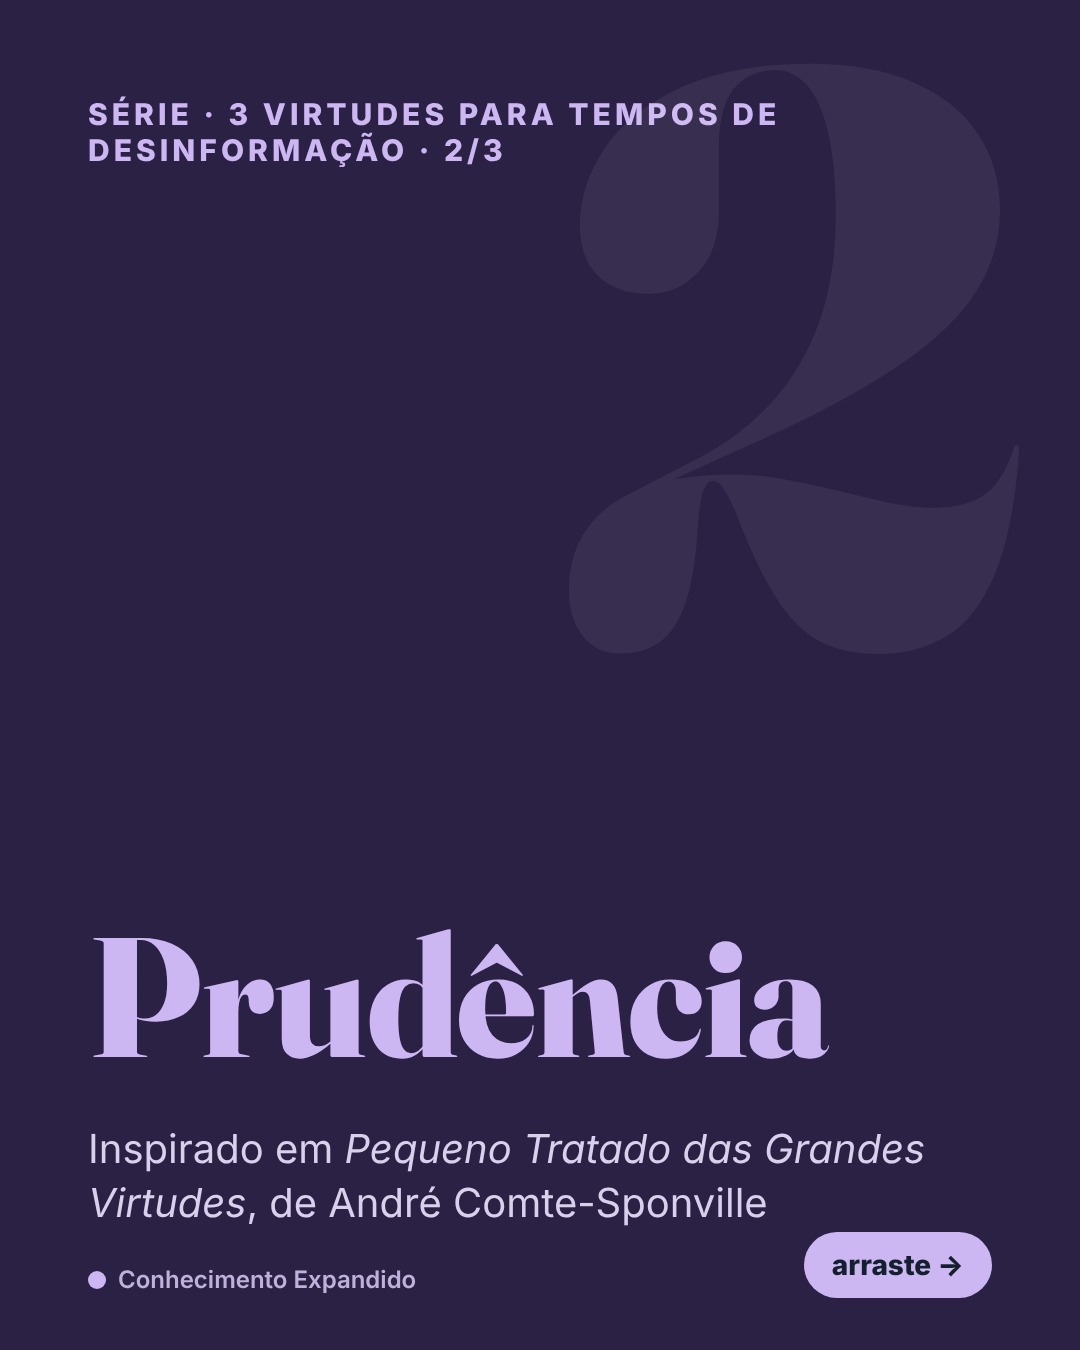 SÉRIE · 3 VIRTUDES PARA TEMPOS DE
DESINFORMAÇÃO · 2/3
2
Prudência
Inspirado em Pequeno Tratado das Grandes
Virtudes, de André Comte-Sponville
Conhecimento Expandido
arraste →